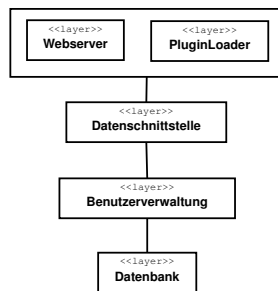 <<layer>>
Webserver
<<layer>>
PluginLoader
<<layer>>
Datenschnittstelle
<<layer>>
Benutzerverwaltung
<<layer>>
Datenbank